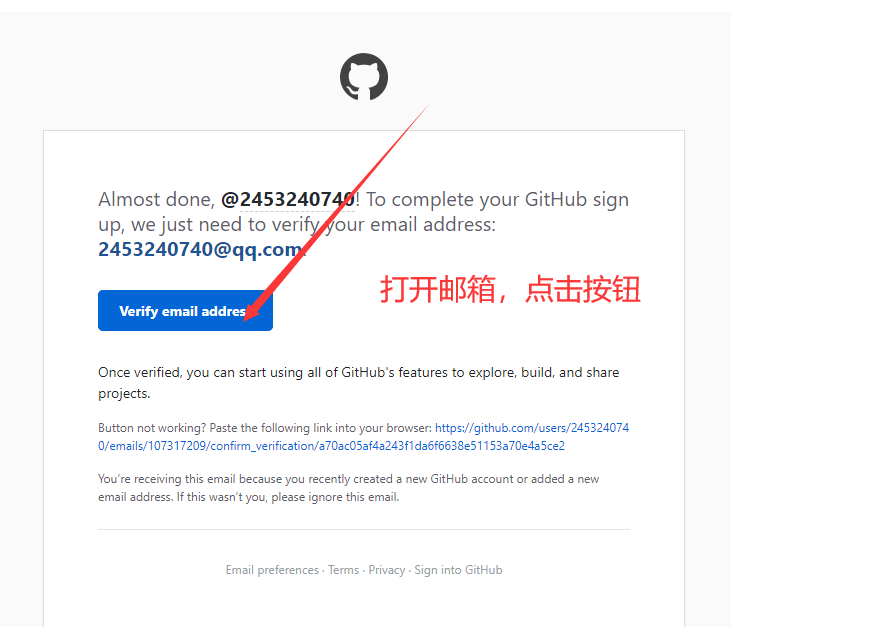 Almost done, @2453240740! To complete your GitHub sign
up, we just need to verify your email address:
2453240740@qq.com.
打开邮箱，点击按钮
Verify email address
Once verified, you can start using all of GitHub's features to explore, build, and share
projects.
Button not working? Paste the following link into your browser: https://github.com/users/245324074
0/emails/107317209/confirm_verification/a70ac05af4a243f1da6f6638e51153a70e4a5ce2
You’re receiving this email because you recently created a new GitHub account or added a new
email address. If this wasn’t you, please ignore this email.
Email preferences · Terms · Privacy · Sign into GitHub